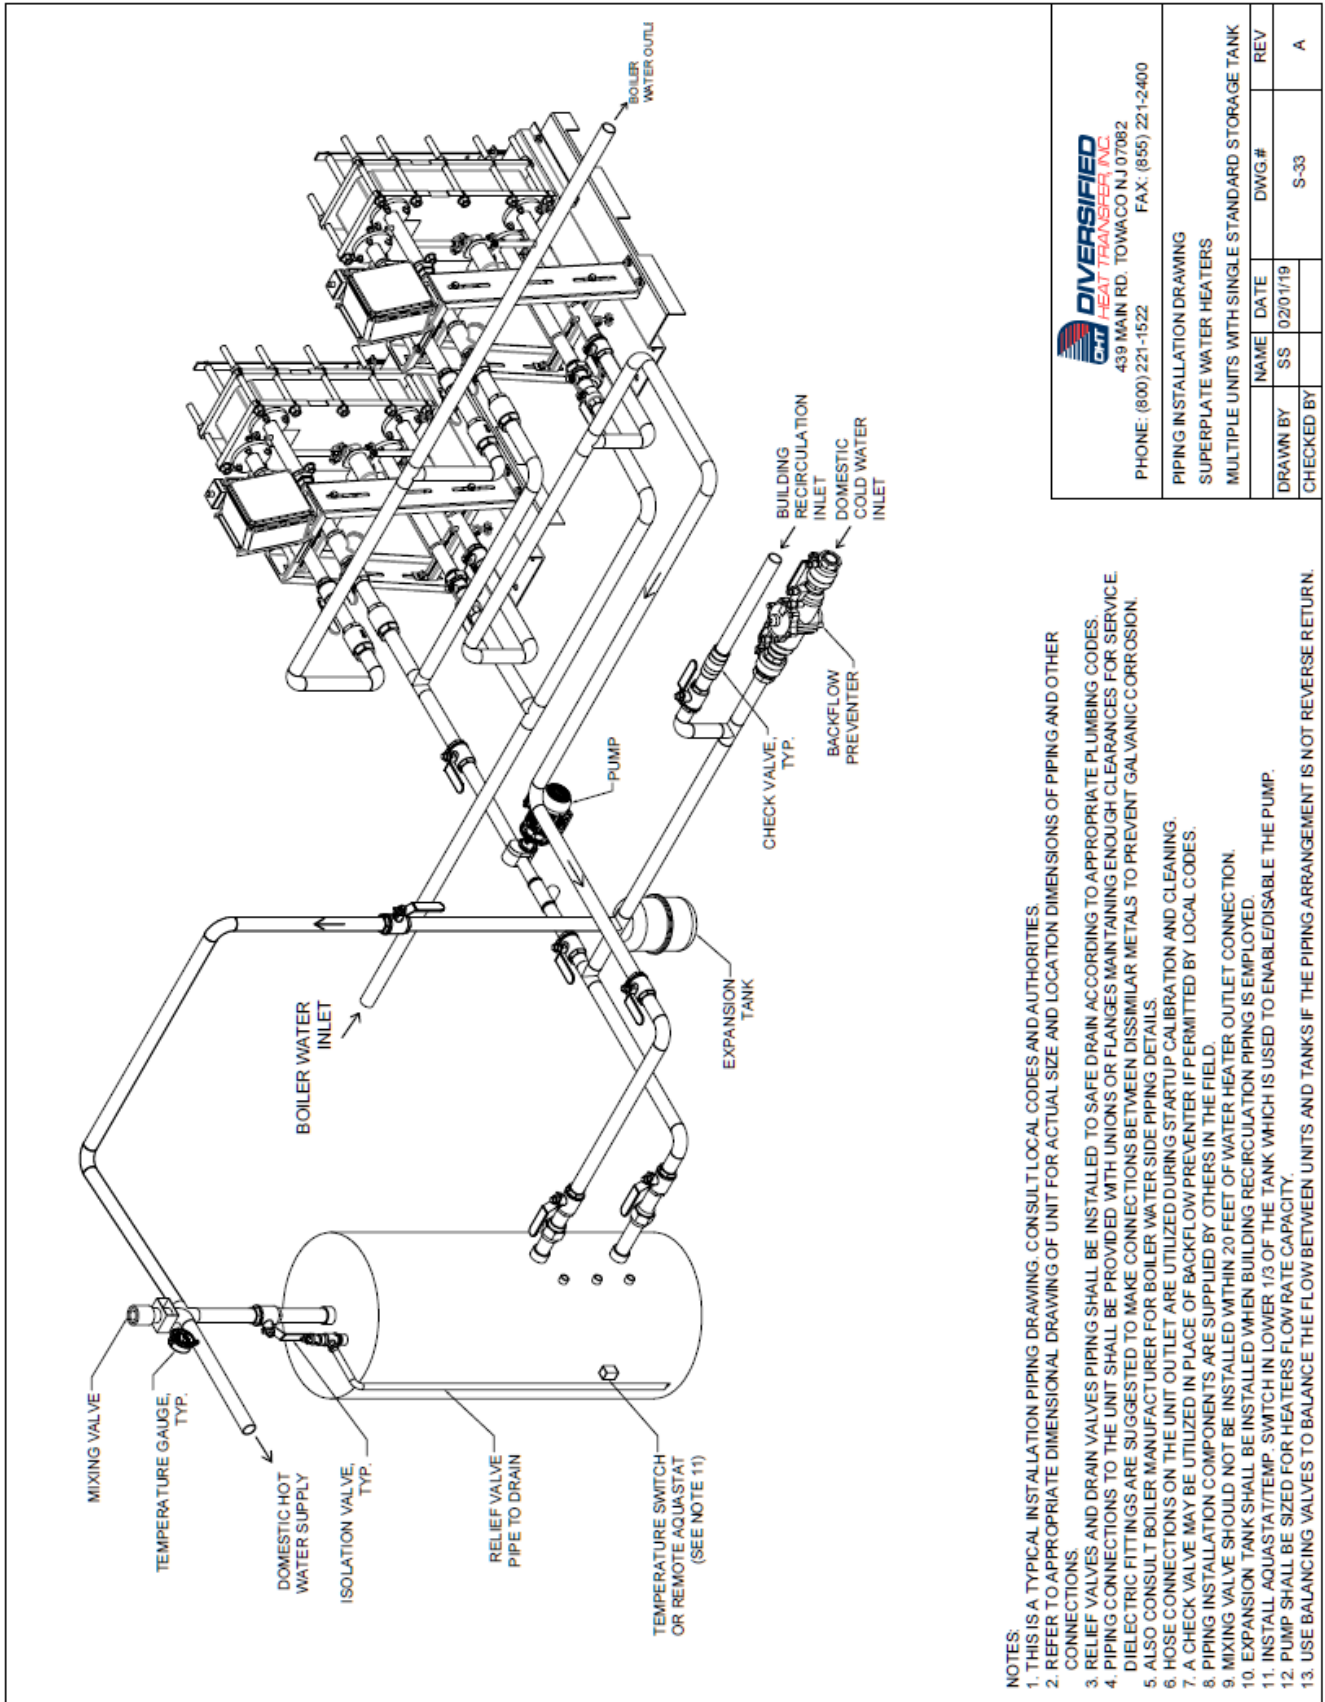 MIXING VALVE
TEMPERATURE GAUGE,
TYP.
DOMESTIC HOT
WATER SUPPLY
ISOLATION VALVE,
TYP.
RELIEF VALVE
PIPE TO DRAIN
TEMPERATURE SWITCH
OR REMOTE AQUASTAT
(SEE NOTE 11)
BOILER WATER
INLET
EXPANSION
TANK
PUMP
CHECK VALVE,
TYP.
BACKFLOW
PREVENTER
BUILDING
RECIRCULATION
INLET
DOMESTIC
COLD WATER
INLET
BOILER
WATER OUTLE
NOTES:
1. THIS IS A TYPICAL INSTALLATION PIPING DRAWING. CONSULT LOCAL CODES AND AUTHORITIES.
2. REFER TO APPROPRIATE DIMENSIONAL DRAWING OF UNIT FOR ACTUAL SIZE AND LOCATION DIMENSIONS OF PIPING AND OTHER
CONNECTIONS.
3. RELIEF VALVES AND DRAIN VALVES PIPING SHALL BE INSTALLED TO SAFE DRAIN ACCORDING TO APPROPRIATE PLUMBING CODES.
4. PIPING CONNECTIONS TO THE UNIT SHALL BE PROVIDED WITH UNIONS OR FLANGES MAINTAINING ENOUGH CLEARANCES FOR SERVICE.
DIELECTRIC FITTINGS ARE SUGGESTED TO MAKE CONNECTIONS BETWEEN DISSIMILAR METALS TO PREVENT GALVANIC CORROSION.
5. ALSO CONSULT BOILER MANUFACTURER FOR BOILER WATER SIDE PIPING DETAILS.
6. HOSE CONNECTIONS ON THE UNIT OUTLET ARE UTILIZED DURING STARTUP CALIBRATION AND CLEANING.
7. A CHECK VALVE MAY BE UTILIZED IN PLACE OF BACKFLOW PREVENTER IF PERMITTED BY LOCAL CODES.
8. PIPING INSTALLATION COMPONENTS ARE SUPPLIED BY OTHERS IN THE FIELD.
9. MIXING VALVE SHOULD NOT BE INSTALLED WITHIN 20 FEET OF WATER HEATER OUTLET CONNECTION.
10. EXPANSION TANK SHALL BE INSTALLED WHEN BUILDING RECIRCULATION PIPING IS EMPLOYED.
11. INSTALL AQUASTAT/TEMP. SWITCH IN LOWER 1/3 OF THE TANK WHICH IS USED TO ENABLE/DISABLE THE PUMP.
12. PUMP SHALL BE SIZED FOR HEATERS FLOW RATE CAPACITY.
13. USE BALANCING VALVES TO BALANCE THE FLOW BETWEEN UNITS AND TANKS IF THE PIPING ARRANGEMENT IS NOT REVERSE RETURN.
DHT DIVERSIFIED
HEAT TRANSFER, INC.
439 MAIN RD. TOWACO NJ 07082
PHONE: (800) 221-1522 FAX: (855) 221-2400
PIPING INSTALLATION DRAWING
SUPERPLATE WATER HEATERS
MULTIPLE UNITS WITH SINGLE STANDARD STORAGE TANK
NAME DATE DWG.# REV
DRAWN BY SS 02/01/19 S-33 A
CHECKED BY